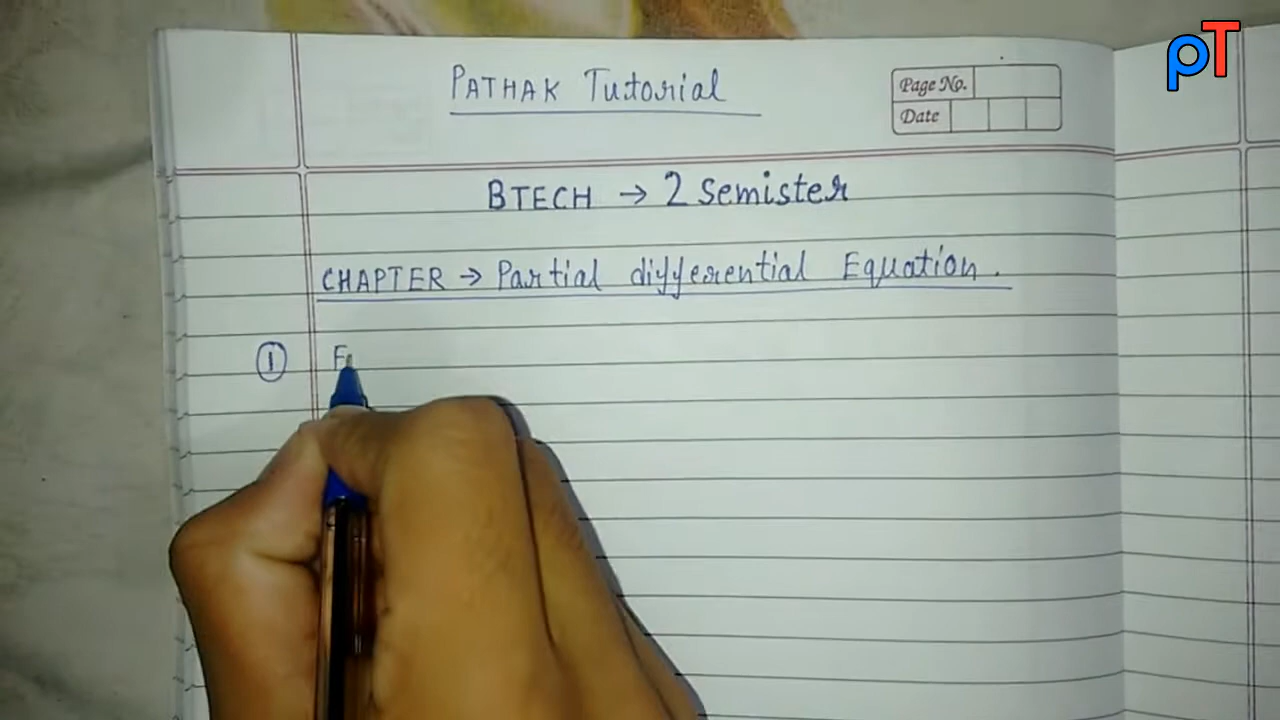 PATHAK Tutorial
Page No.
Date
PT
BTECH → 2 Semister
CHAPTER → Partial differential Equation.
① F